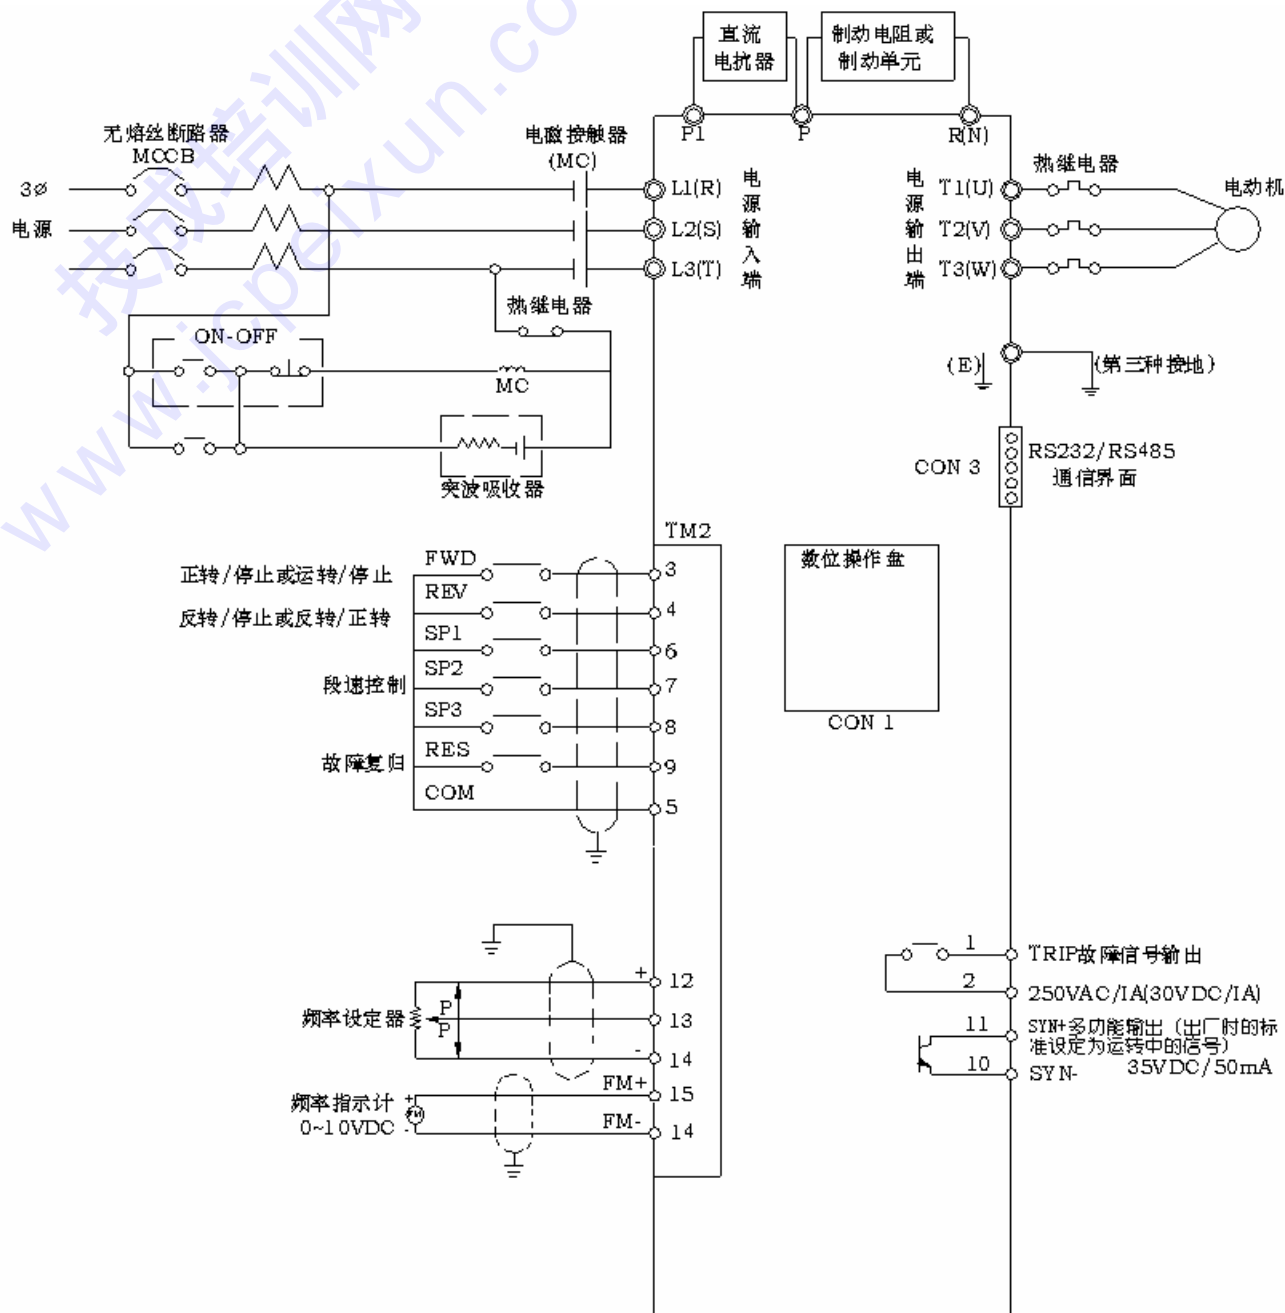 直流
电抗器
制动电阻或
制动单元
P1
P
R(N)
无熔丝断路器
MCCB
电磁接触器
(MC)
3Ø
电源
L1(R)
L2(S)
L3(T)
电源输入端
电源输出端
T1(U)
T2(V)
T3(W)
热继电器
电动机
热继电器
ON-OFF
MC
突波吸收器
(E)
(第三种接地)
CON 3
RS232/RS485
通信界面
TM2
数位操作盘
CON 1
正转/停止或运转/停止
FWD
3
反转/停止或反转/正转
REV
4
SP1
6
段速控制
SP2
7
SP3
8
故障复归
RES
9
COM
5
+
12
频率设定器
P
P
13
-
14
频率指示计
0~10VDC
+
FM
-
FM+
15
FM-
14
1
TRIP故障信号输出
2
250VAC/1A(30VDC/1A)
11
SYN+多功能输出（出厂时的标
准设定为运转中的信号）
10
SYN-
35VDC/50mA
技成培训网
www.jcpeixun.co